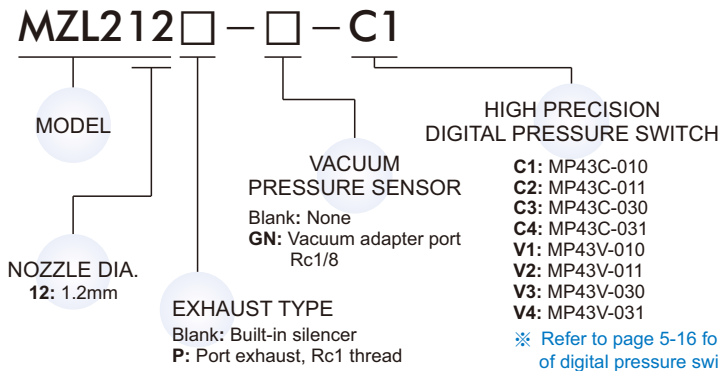 MZL212□-□-C1
MODEL
NOZZLE DIA.
12: 1.2mm
EXHAUST TYPE
Blank: Built-in silencer
P: Port exhaust, Rc1 thread
VACUUM
PRESSURE SENSOR
Blank: None
GN: Vacuum adapter port
Rc1/8
HIGH PRECISION
DIGITAL PRESSURE SWITCH
C1: MP43C-010
C2: MP43C-011
C3: MP43C-030
C4: MP43C-031
V1: MP43V-010
V2: MP43V-011
V3: MP43V-030
V4: MP43V-031
※ Refer to page 5-16 fo
of digital pressure swi